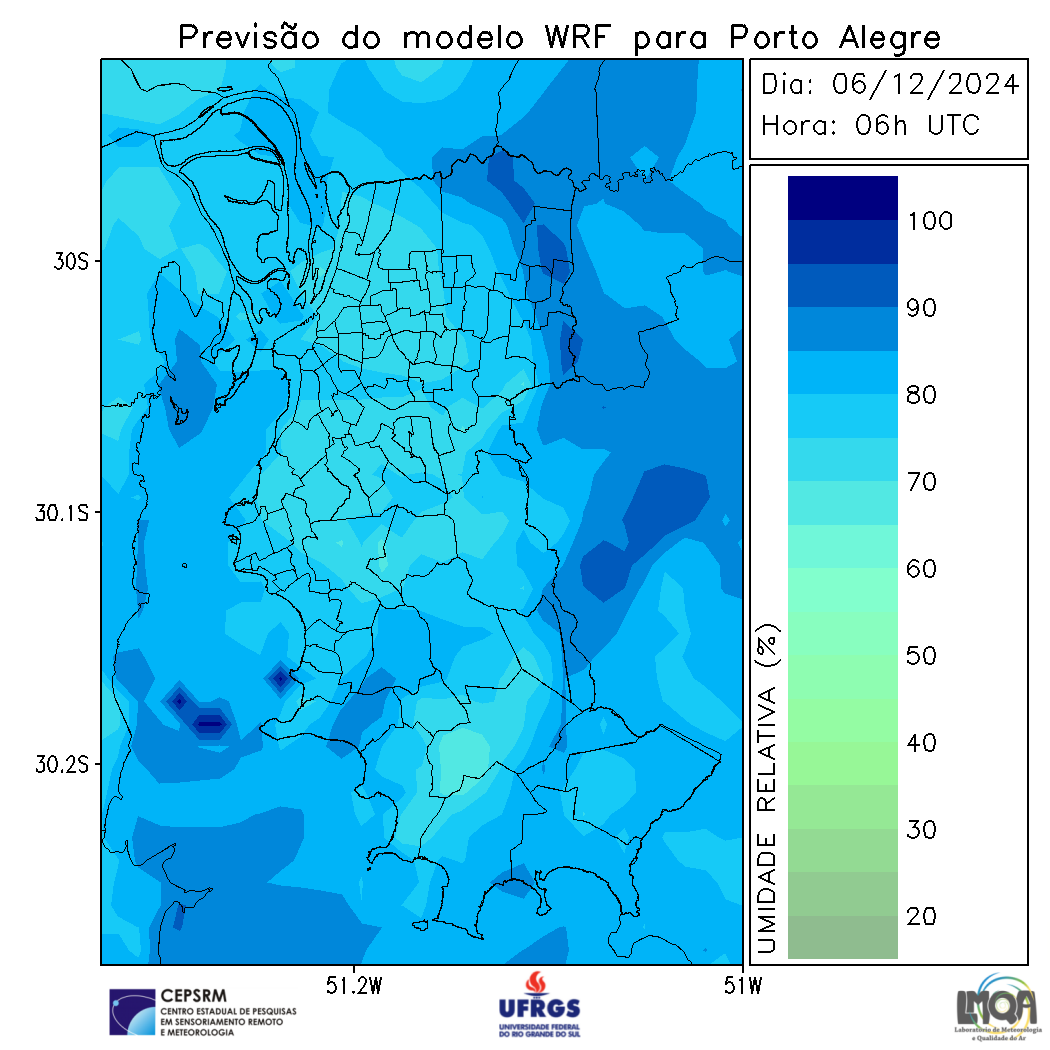 Previsão do modelo WRF para Porto Alegre
Dia: 06/12/2024
Hora: 06h UTC
30S
30.1S
30.2S
51.2W
51W
UMIDADE RELATIVA (%)
100
90
80
70
60
50
40
30
20
CEPSRM
CENTRO ESTADUAL DE PESQUISAS
EM SENSORIAMENTO REMOTO
E METEOROLOGIA
UFRGS
UNIVERSIDADE FEDERAL
DO RIO GRANDE DO SUL
LMQA
Laboratório de Meteorologia
e Qualidade do Ar